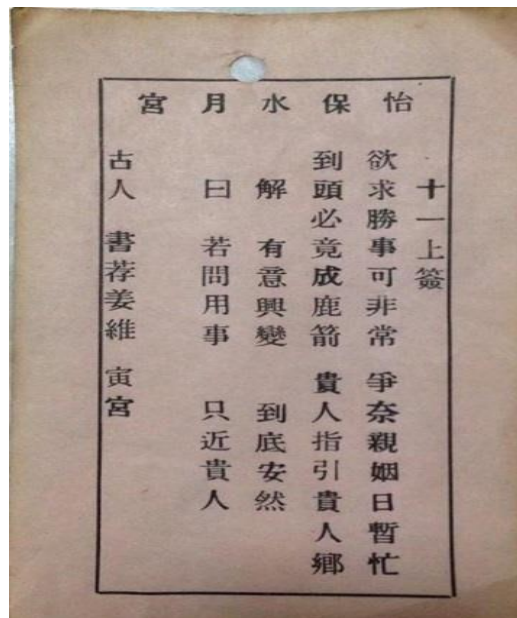 怡保水月宮
十一上簽
欲求勝事可非常 爭奈親姻日暫忙
到頭必竟成鹿箭 貴人指引貴人鄉
解 有意興變 到底安然
曰 若問用事 只近貴人
古人 書荐姜維 寅宮